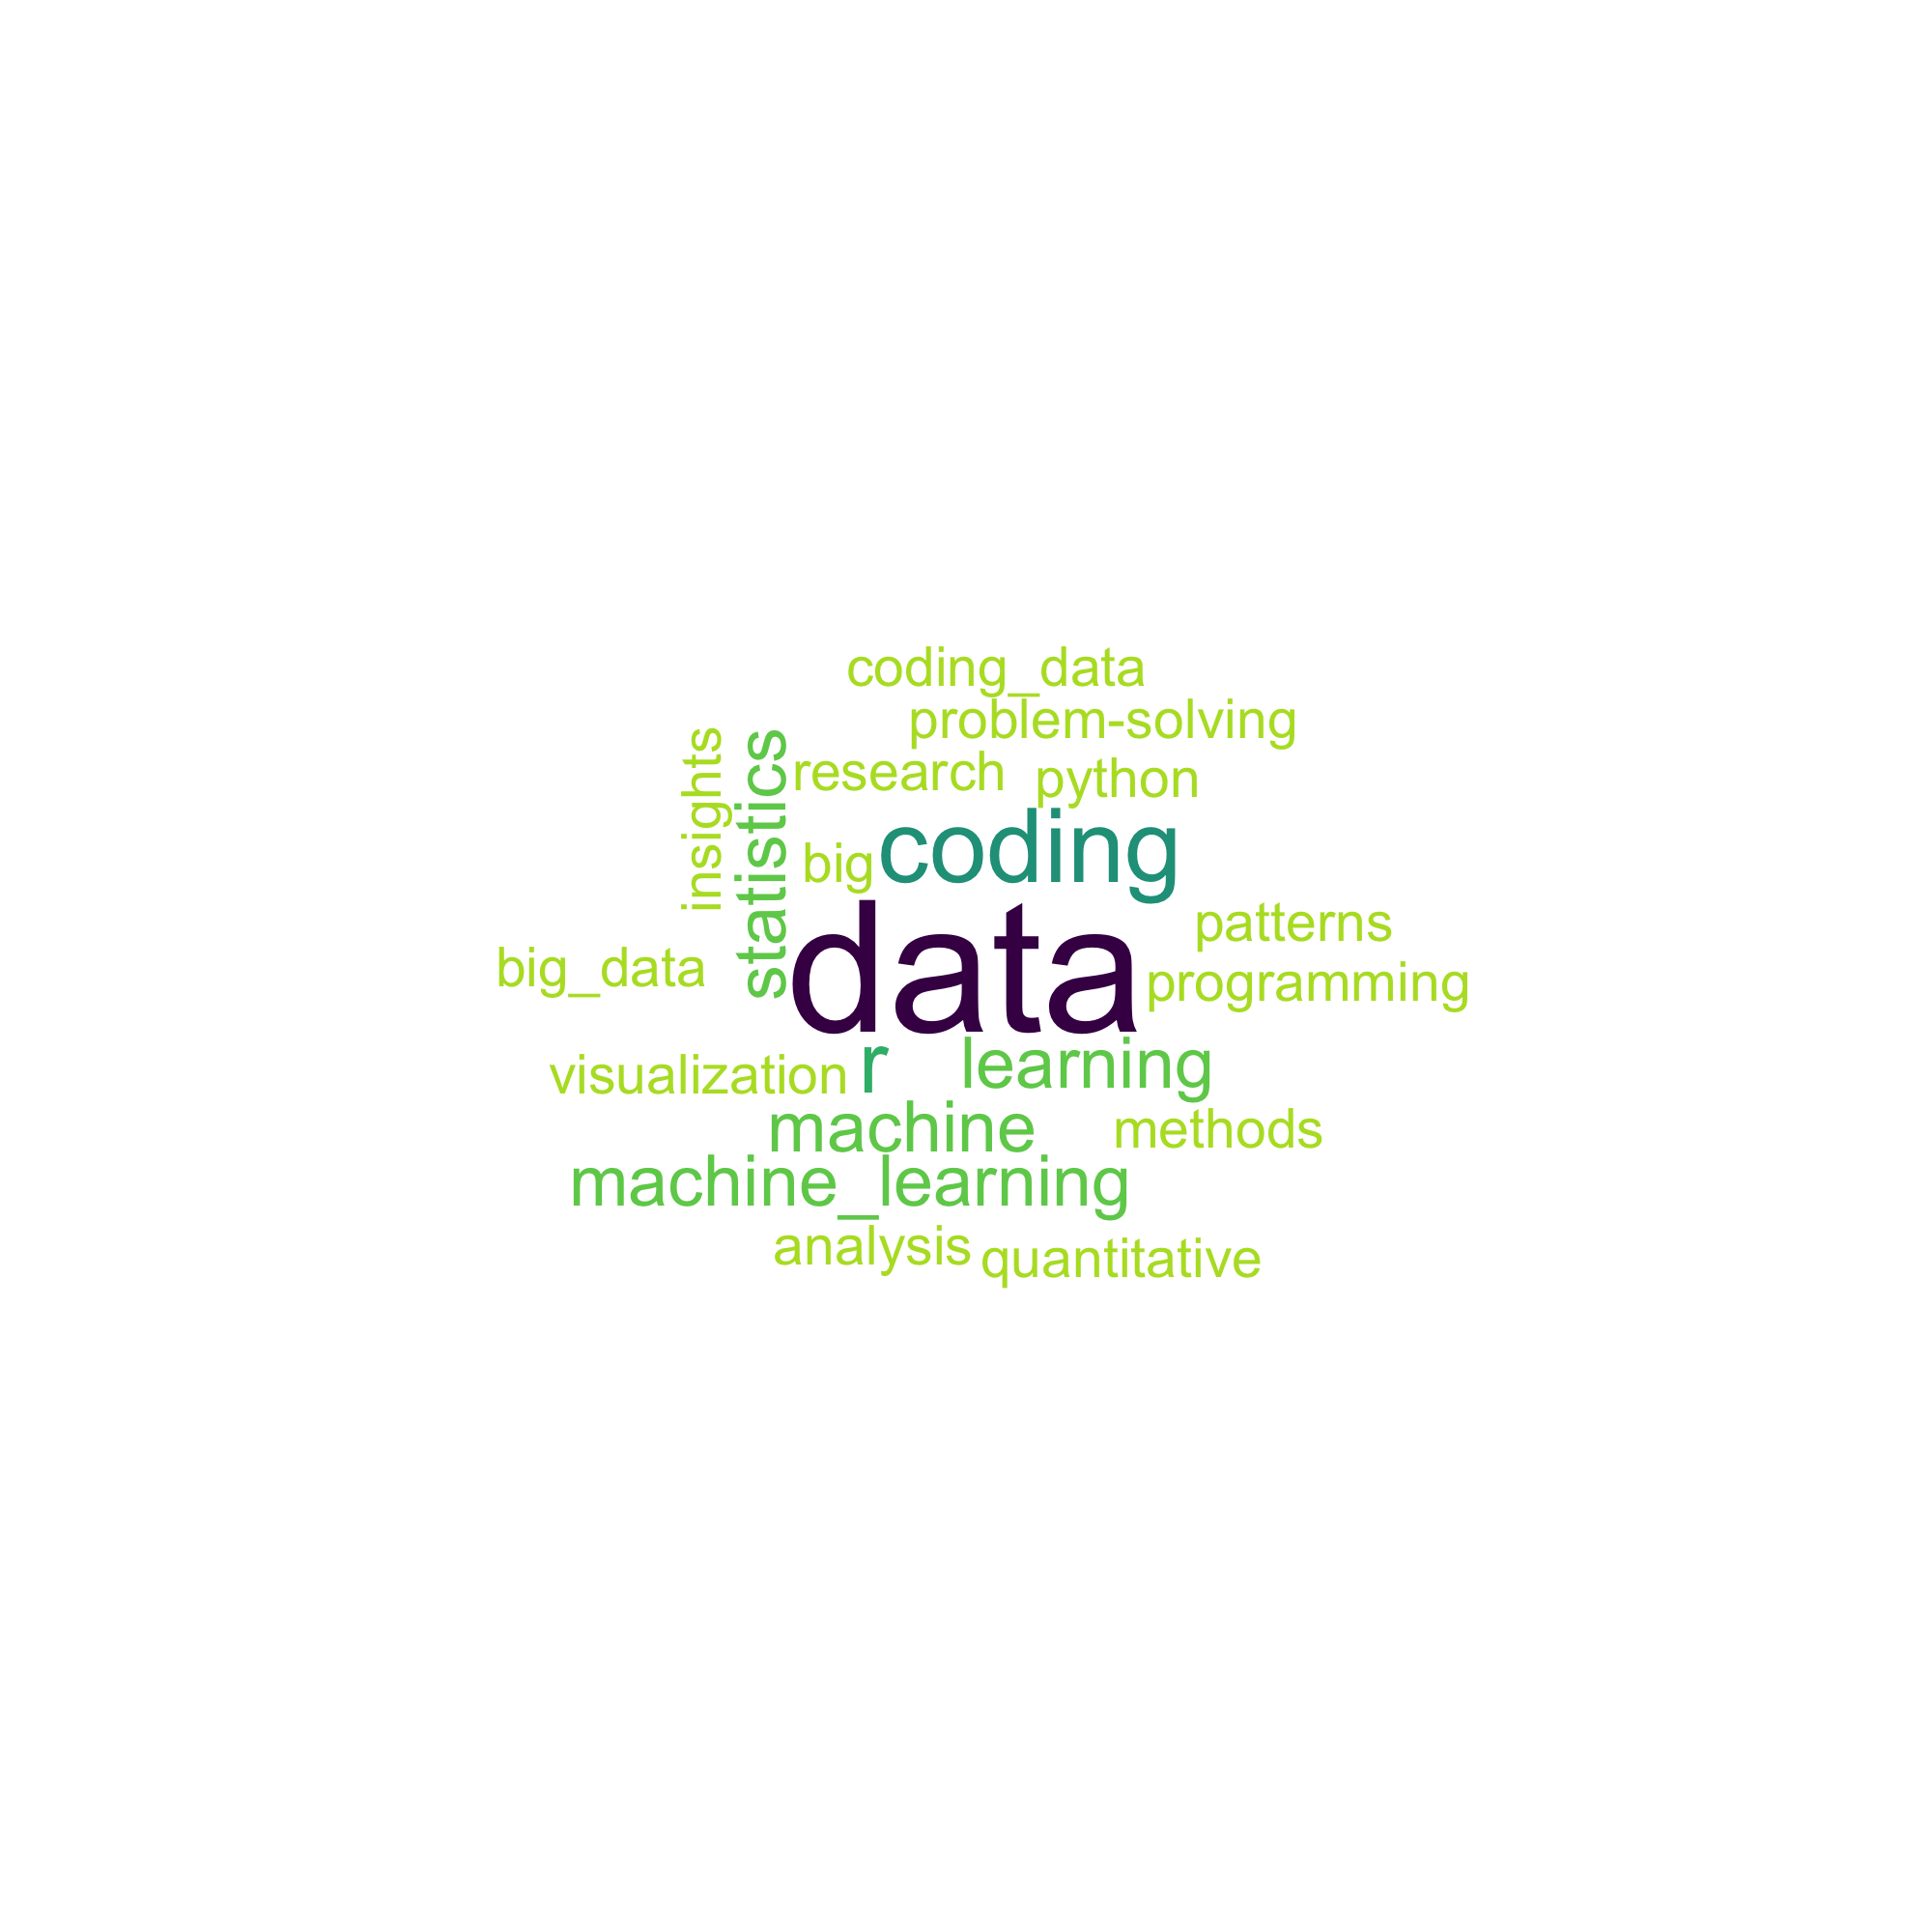 coding_data
problem-solving
insights
statistics
research python
big coding
data
patterns
big_data
programming
visualization r learning
machine methods
machine_learning
analysis quantitative